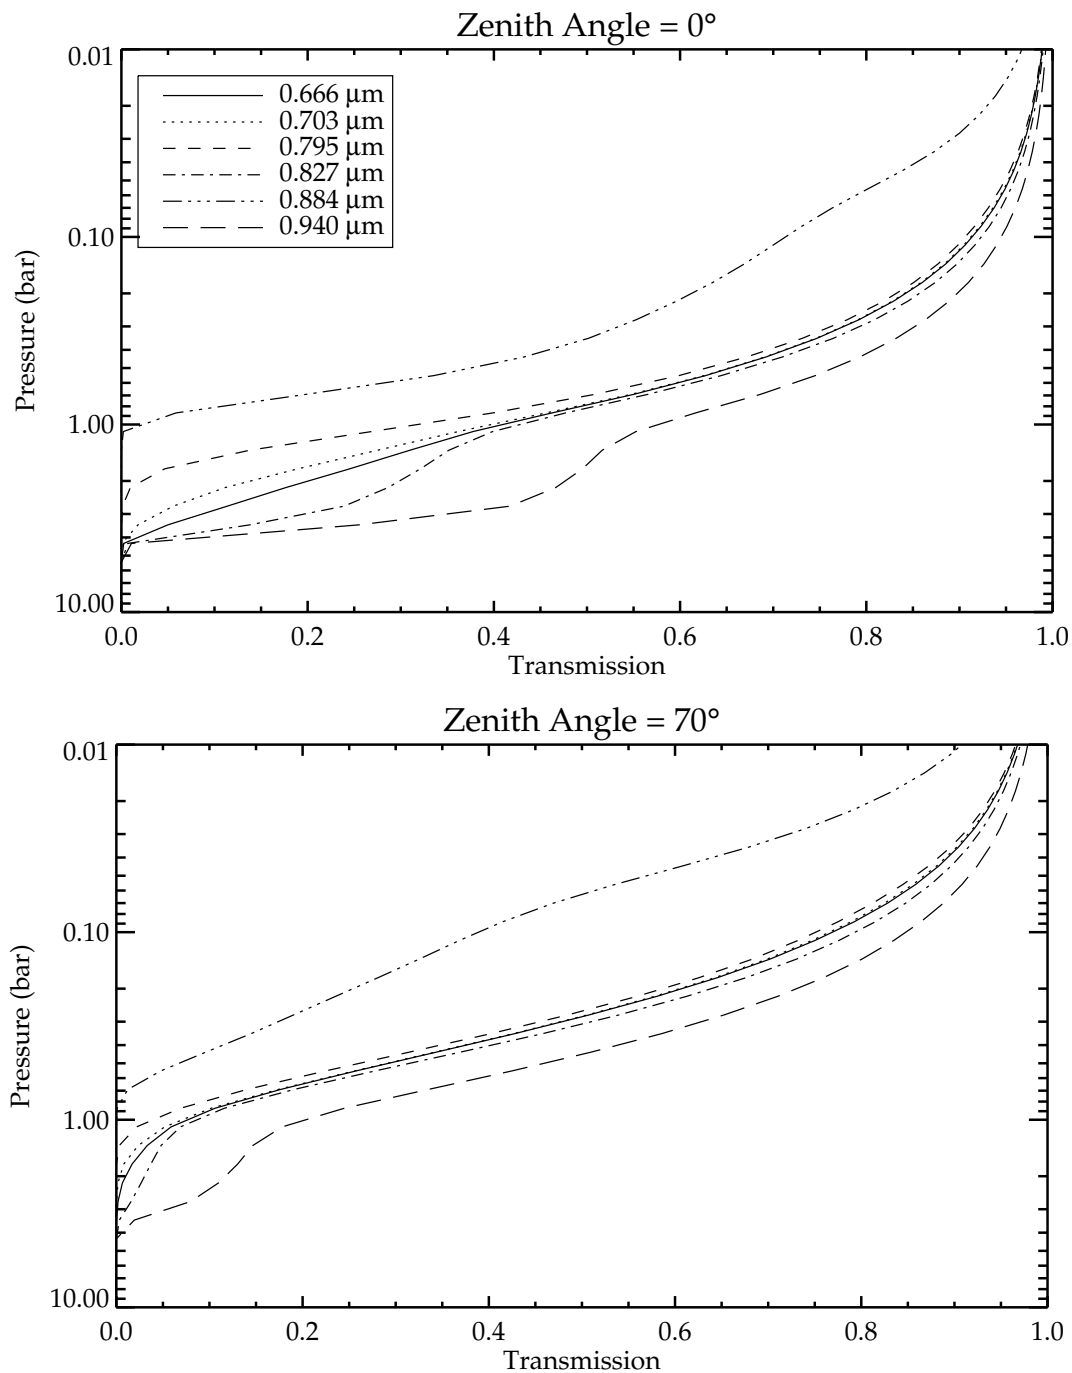 Zenith Angle = 0°
0.01
0.666 µm
0.703 µm
0.795 µm
0.827 µm
0.884 µm
0.940 µm
0.10
Pressure (bar)
1.00
10.00
0.0 0.2 0.4 0.6 0.8 1.0
Transmission
Zenith Angle = 70°
0.01
0.10
Pressure (bar)
1.00
10.00
0.0 0.2 0.4 0.6 0.8 1.0
Transmission